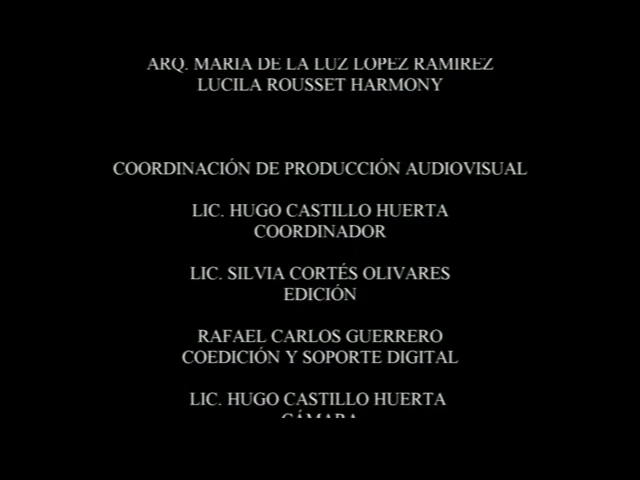 ARQ. MARIA DE LA LUZ LOPEZ RAMIREZ
LUCILA ROUSSET HARMONY
COORDINACIÓN DE PRODUCCIÓN AUDIOVISUAL
LIC. HUGO CASTILLO HUERTA
COORDINADOR
LIC. SILVIA CORTÉS OLIVARES
EDICIÓN
RAFAEL CARLOS GUERRERO
COEDICIÓN Y SOPORTE DIGITAL
LIC. HUGO CASTILLO HUERTA
CÁMARA